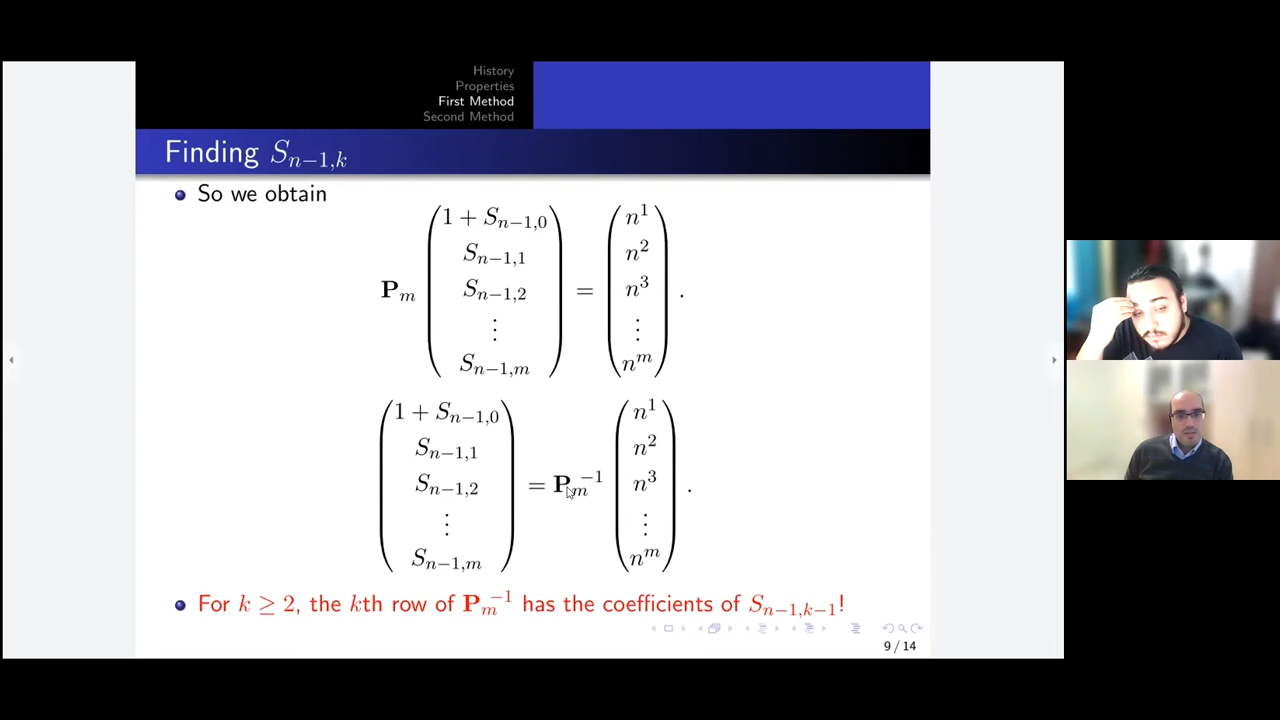 History
Properties
First Method
Second Method
Finding S_{n−1,k}
So we obtain
P_m (1 + S_{n−1,0}, S_{n−1,1}, S_{n−1,2}, ⋮, S_{n−1,m}) = (n^1, n^2, n^3, ⋮, n^m).
(1 + S_{n−1,0}, S_{n−1,1}, S_{n−1,2}, ⋮, S_{n−1,m}) = P_m^{−1} (n^1, n^2, n^3, ⋮, n^m).
For k ≥ 2, the kth row of P_m^{−1} has the coefficients of S_{n−1,k−1}!
9 / 14